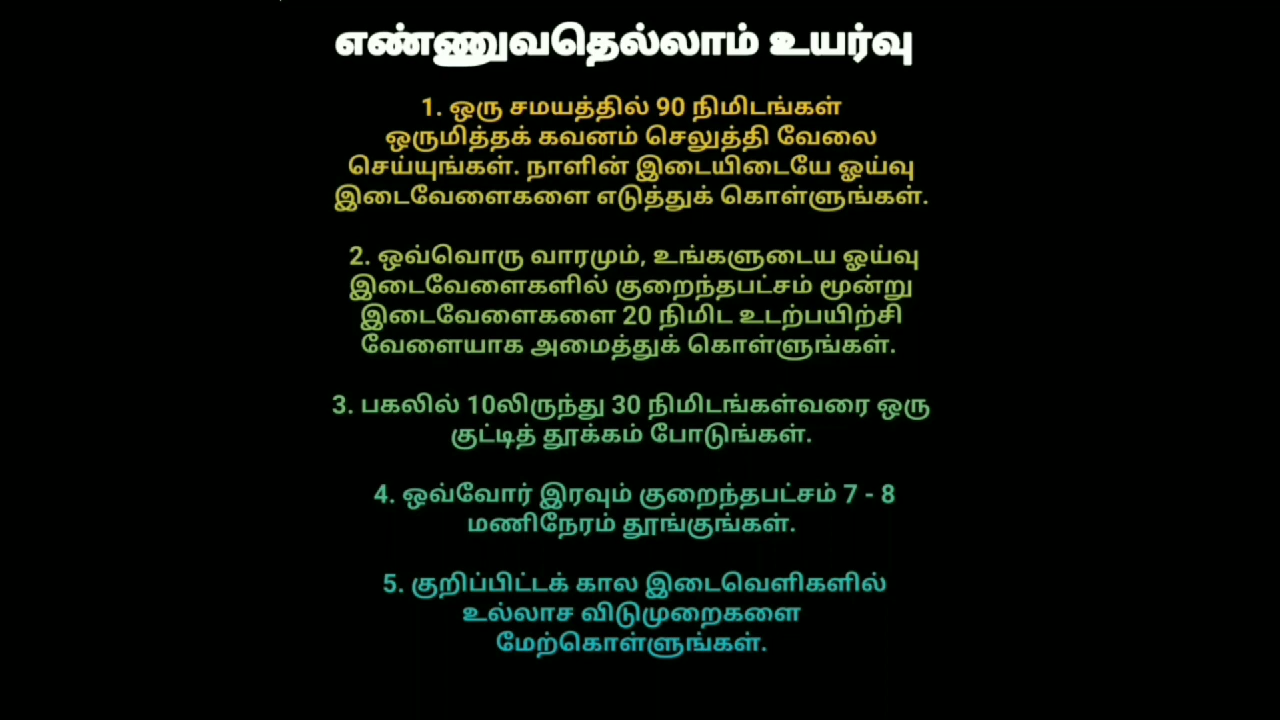 எண்ணுவதெல்லாம் உயர்வு
1. ஒரு சமயத்தில் 90 நிமிடங்கள்
ஒருமித்தக் கவனம் செலுத்தி வேலை
செய்யுங்கள். நாளின் இடையிடையே ஓய்வு
இடைவேளைகளை எடுத்துக் கொள்ளுங்கள்.
2. ஒவ்வொரு வாரமும், உங்களுடைய ஓய்வு
இடைவேளைகளில் குறைந்தபட்சம் மூன்று
இடைவேளைகளை 20 நிமிட உடற்பயிற்சி
வேளையாக அமைத்துக் கொள்ளுங்கள்.
3. பகலில் 10லிருந்து 30 நிமிடங்கள்வரை ஒரு
குட்டித் தூக்கம் போடுங்கள்.
4. ஒவ்வோர் இரவும் குறைந்தபட்சம் 7 - 8
மணிநேரம் தூங்குங்கள்.
5. குறிப்பிட்டக் கால இடைவெளிகளில்
உல்லாச விடுமுறைகளை
மேற்கொள்ளுங்கள்.